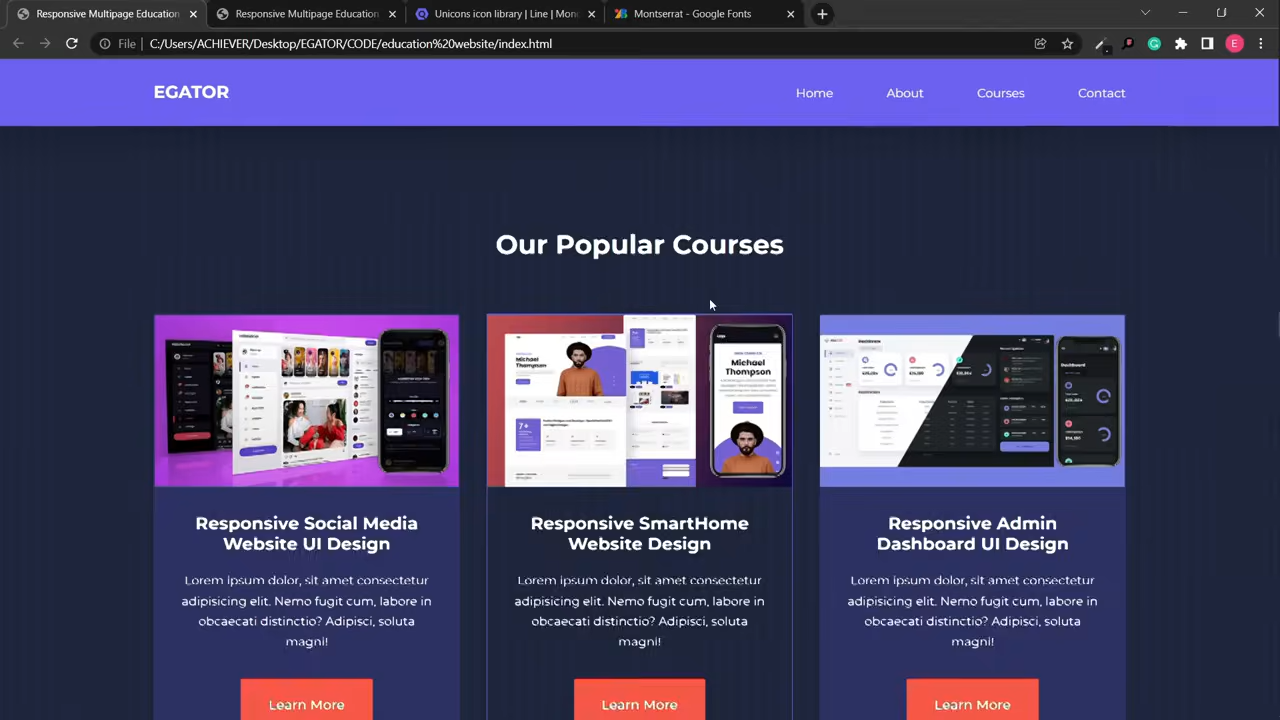 Responsive Multipage Education
Responsive Multipage Education
Unicons icon library | Line | Mon
Montserrat - Google Fonts
File
C:/Users/ACHIEVER/Desktop/EGATOR/CODE/education%20website/index.html
E
EGATOR
Home
About
Courses
Contact
Our Popular Courses
Michael
Thompson
7+
Michael
Thompson
Dashboard
Responsive Social Media
Website UI Design
Lorem ipsum dolor, sit amet consectetur
adipisicing elit. Nemo fugit cum, labore in
obcaecati distinctio? Adipisci, soluta
magni!
Learn More
Responsive SmartHome
Website Design
Lorem ipsum dolor, sit amet consectetur
adipisicing elit. Nemo fugit cum, labore in
obcaecati distinctio? Adipisci, soluta
magni!
Learn More
Responsive Admin
Dashboard UI Design
Lorem ipsum dolor, sit amet consectetur
adipisicing elit. Nemo fugit cum, labore in
obcaecati distinctio? Adipisci, soluta
magni!
Learn More